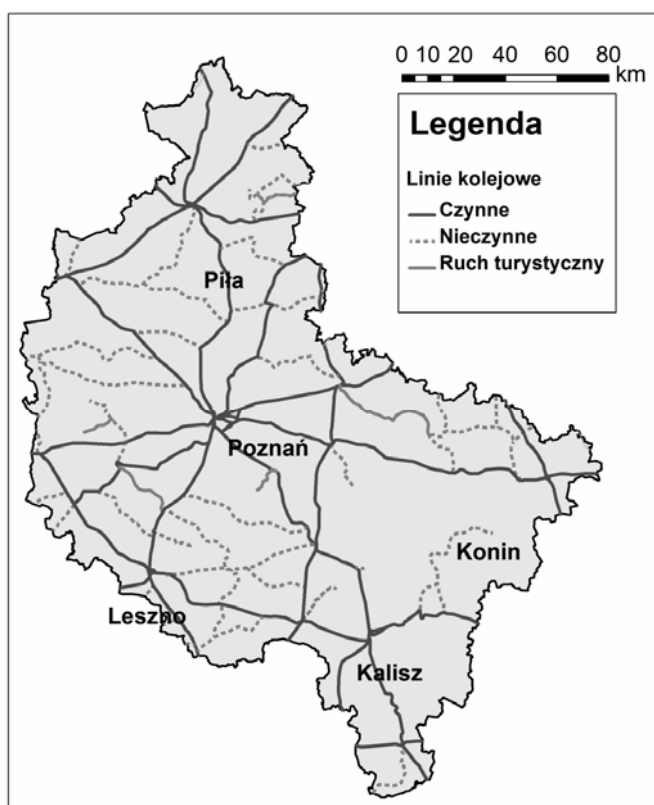 0 10 20 40 60 80
km
Legenda
Linie kolejowe
Czynne
Nieczynne
Ruch turystyczny
Piła
Poznań
Konin
Leszno
Kalisz